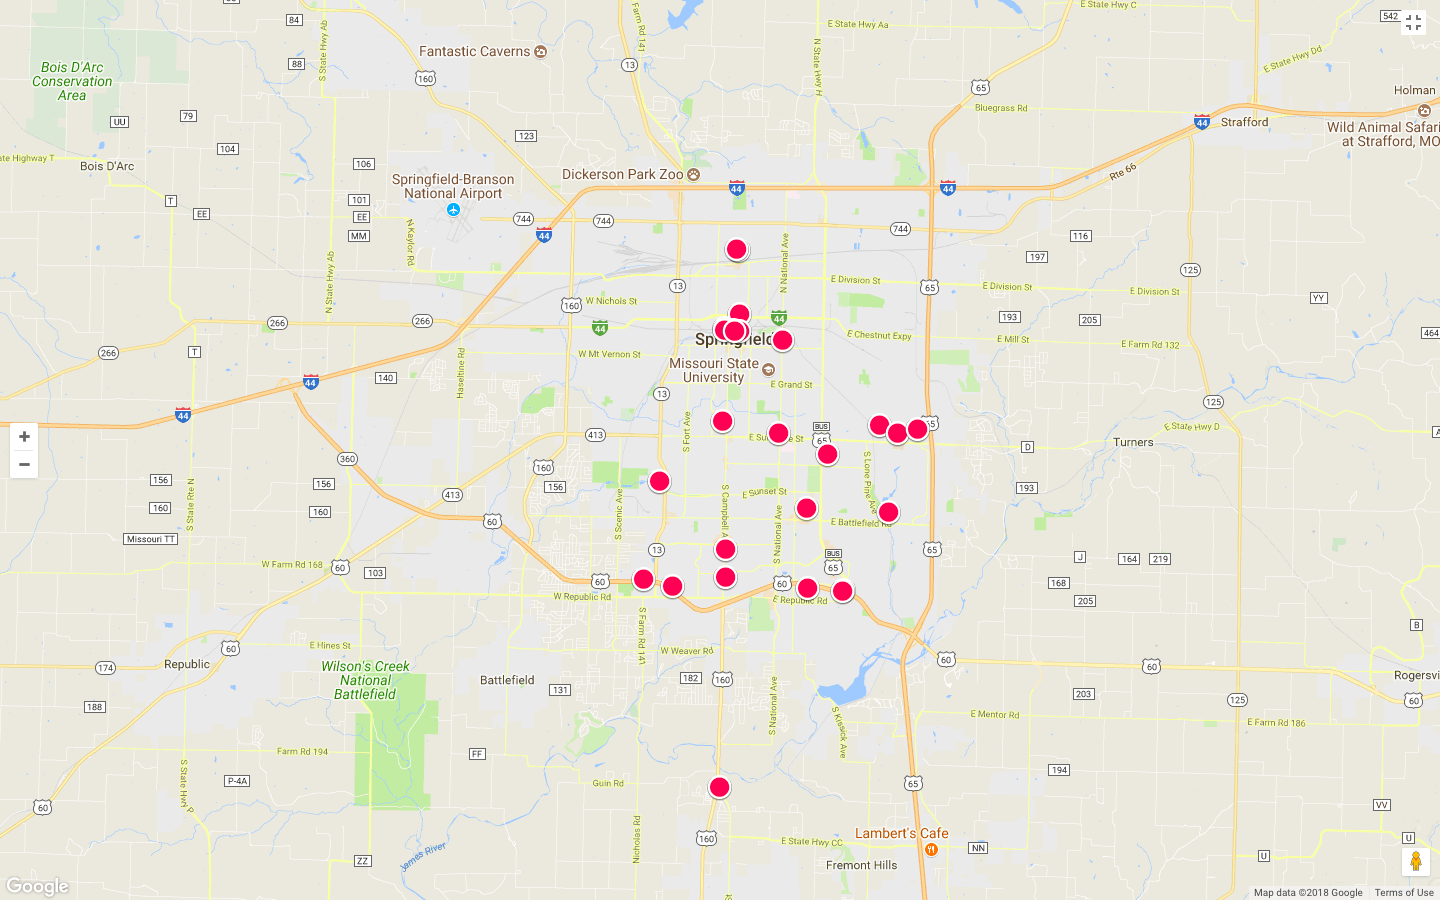 84
E State Hwy C
542
E State Hwy Aa
Farm Rd 141
S State Hwy Ab
N State Hwy H
Fantastic Caverns
E State Hwy Dd
88
13
Bois D'Arc
Conservation
Area
160
65
Holman
Bluegrass Rd
79
UU
44
Strafford
Wild Animal Safari
at Strafford, MO
123
104
State Highway T
Bois D'Arc
106
Rte 66
Dickerson Park Zoo
Springfield-Branson
National Airport
44
44
101
T
EE
EE
744
744
744
MM
44
116
N Kaylor Rd
N National Ave
197
125
N State Hwy Ab
E Division St
E Division St
E Division St
13
65
W Nichols St
160
YY
266
266
44
44
193
205
464
E Chestnut Expy
E Mill St
E Farm Rd 132
266
T
W Mt Vernon St
Springfield
Missouri State
University
Haseltine Rd
140
44
E Grand St
13
125
44
S Fort Ave
BUS
65
65
413
E State Hwy D
Turners
D
A
360
160
156
156
S Lone Pine Ave
193
413
E Sunset St
160
160
S State Rte N
S Scenic Ave
S Campbell A
60
E Battlefield Rd
S National Ave
Missouri TT
13
65
BUS
65
J
164
219
W Farm Rd 168
60
103
60
60
168
W Republic Rd
E Republic Rd
205
S Farm Rd 141
B
E Hines St
60
W Weaver Rd
Republic
174
Wilson's Creek
National
Battlefield
60
60
Battlefield
182
160
131
203
125
60
188
S National Ave
S Kissick Ave
E Mentor Rd
E Farm Rd 186
Farm Rd 194
FF
194
P-4A
S State Hwy P
Guin Rd
65
60
VV
Nicholas Rd
160
Lambert's Cafe
E State Hwy CC
NN
U
U
ZZ
James River
Fremont Hills
Google
Map data ©2018 Google
Terms of Use